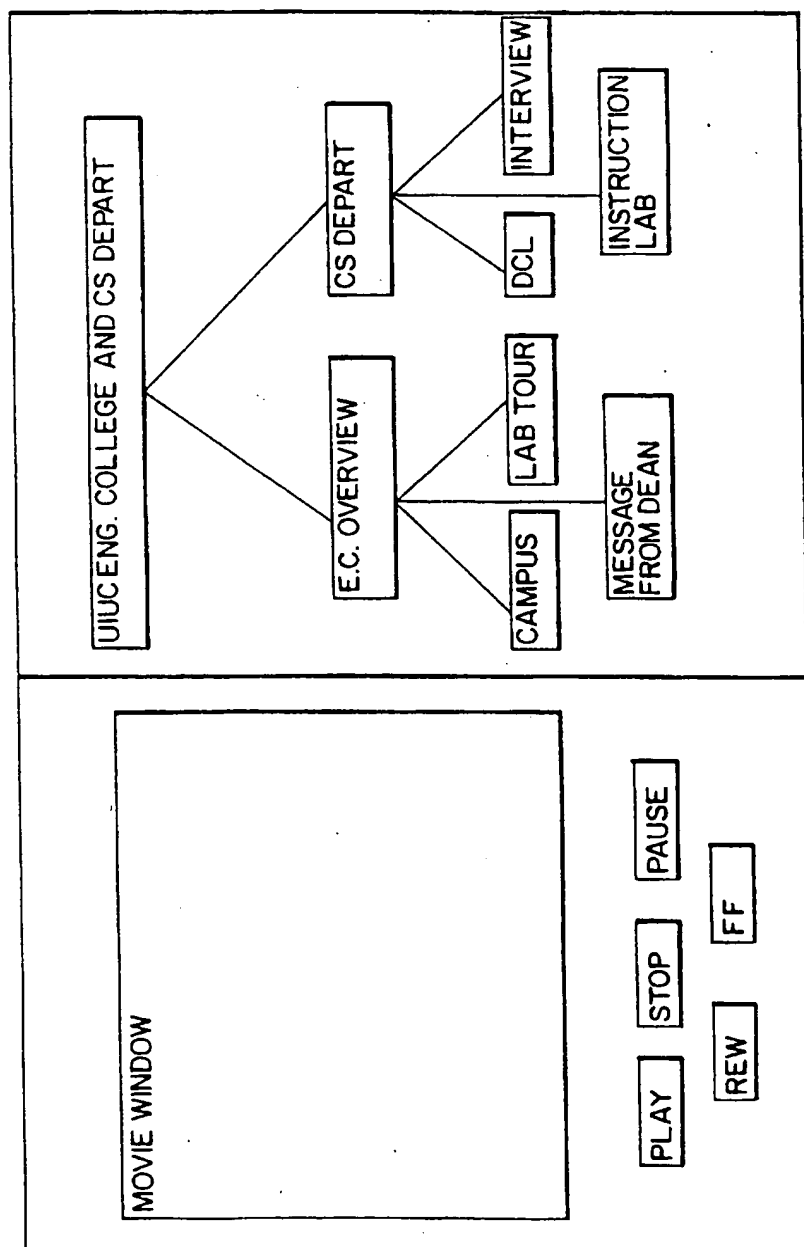 MOVIE WINDOW
PLAY
STOP
PAUSE
REW
FF
UIUC ENG. COLLEGE AND CS DEPART
E.C. OVERVIEW
CS DEPART
CAMPUS
LAB TOUR
DCL
INTERVIEW
MESSAGE
FROM DEAN
INSTRUCTION
LAB